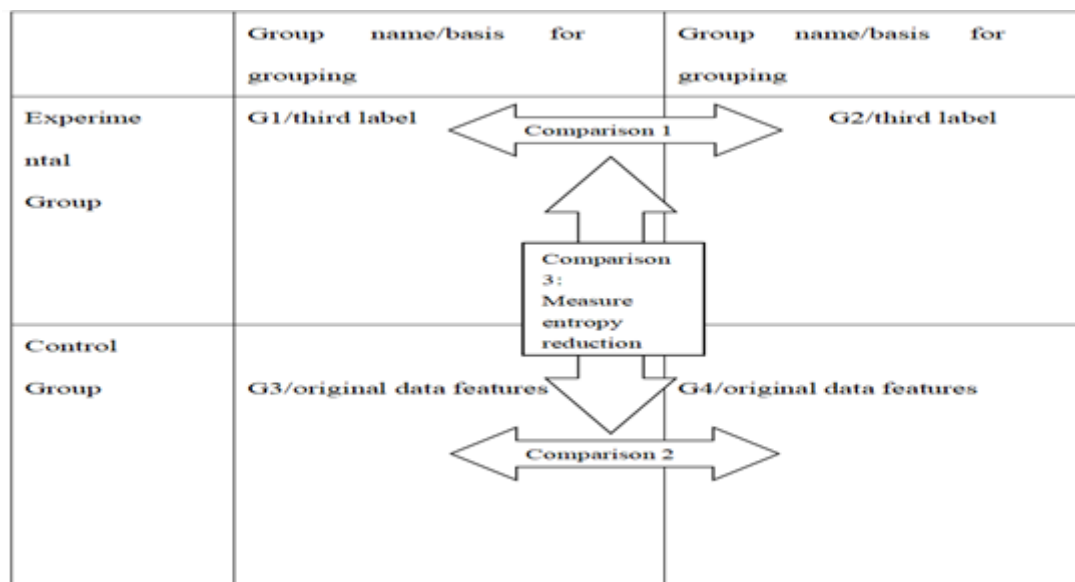 Group name/basis for
grouping
Group name/basis for
grouping
Experime
ntal
Group
G1/third label
Comparison 1
G2/third label
Comparison
3:
Measure
entropy
reduction
Control
Group
G3/original data features
G4/original data features
Comparison 2